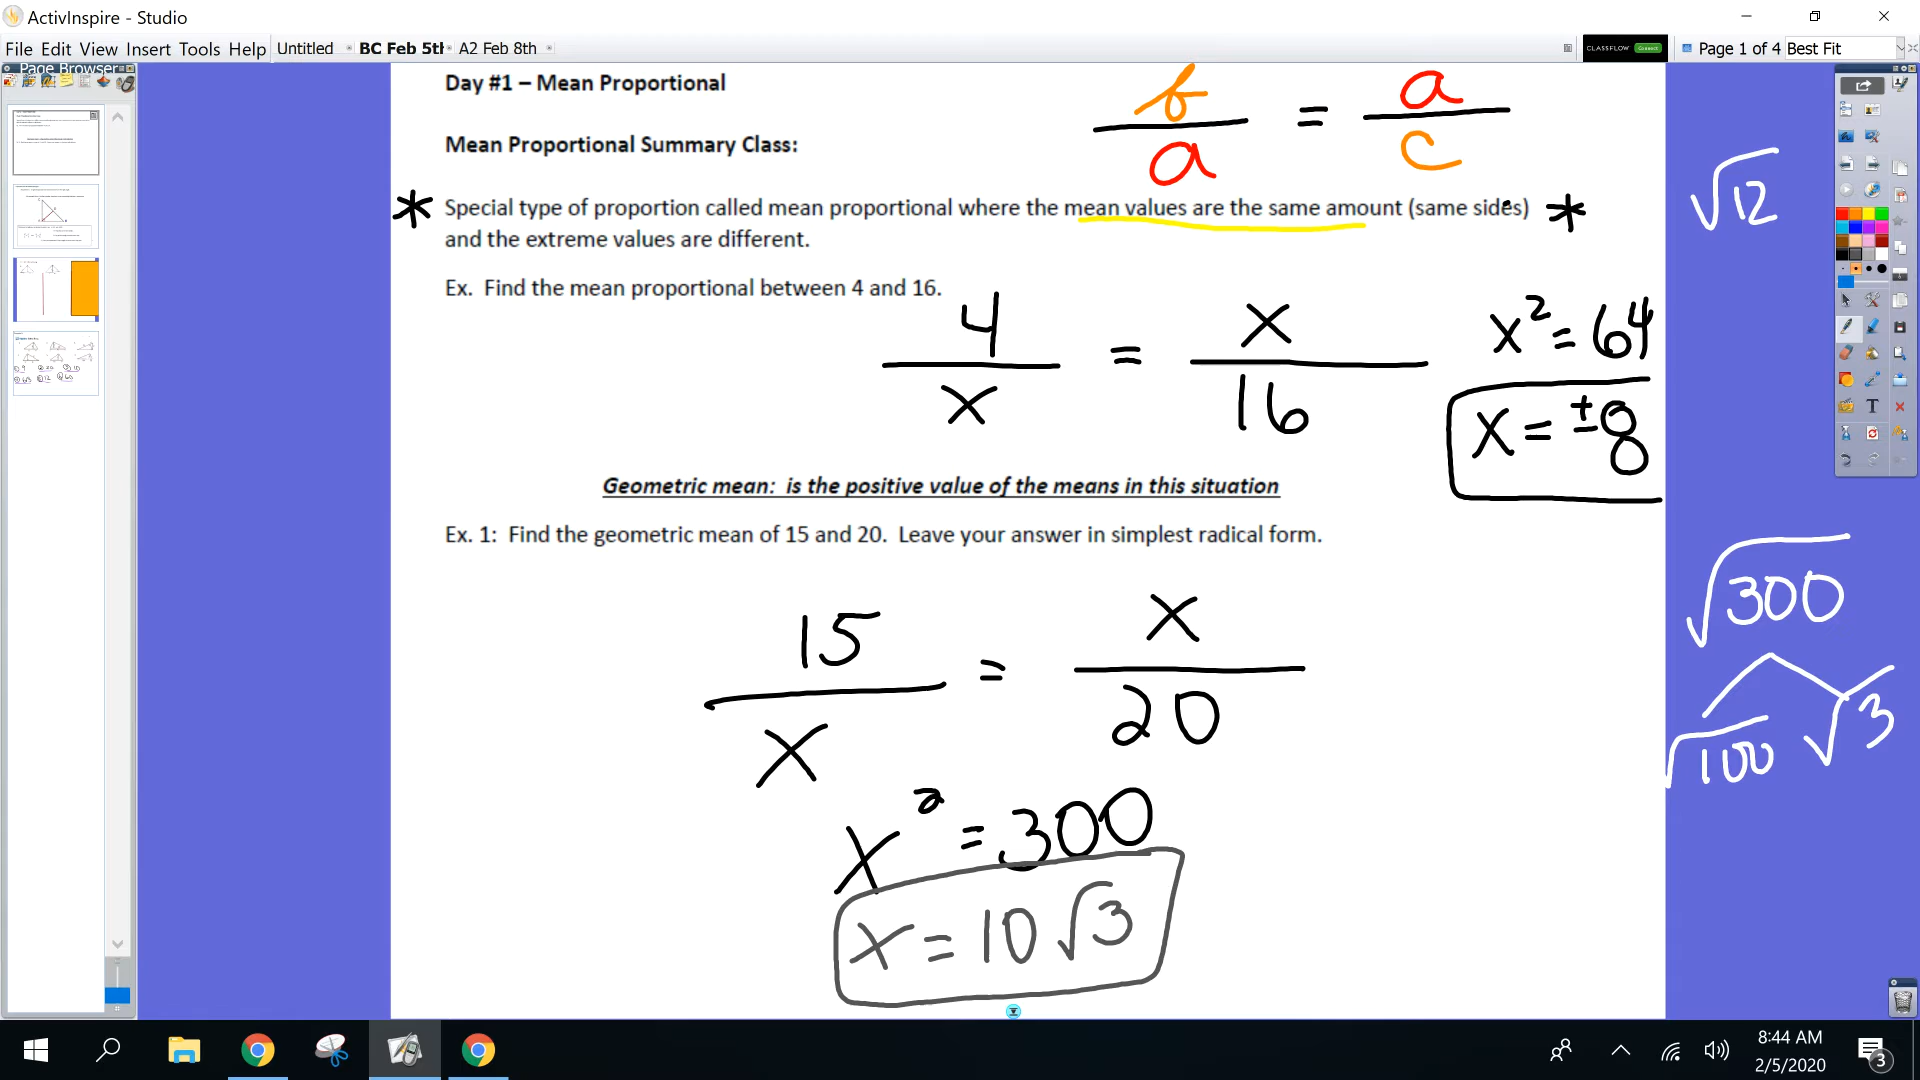 ActivInspire - Studio
File Edit View Insert Tools Help Untitled BC Feb 5th A2 Feb 8th CLASSFLOW Connect Page 1 of 4 Best Fit
Page Browser
Day #1 – Mean Proportional
b/a = a/c
Mean Proportional Summary Class:
√12
* Special type of proportion called mean proportional where the mean values are the same amount (same sides) *
and the extreme values are different.
Ex. Find the mean proportional between 4 and 16.
4/x = x/16
x² = 64
x = ±8
Geometric mean: is the positive value of the means in this situation
Ex. 1: Find the geometric mean of 15 and 20. Leave your answer in simplest radical form.
√300
√100 √3
15/x = x/20
x² = 300
x = 10√3
8:44 AM
2/5/2020
3